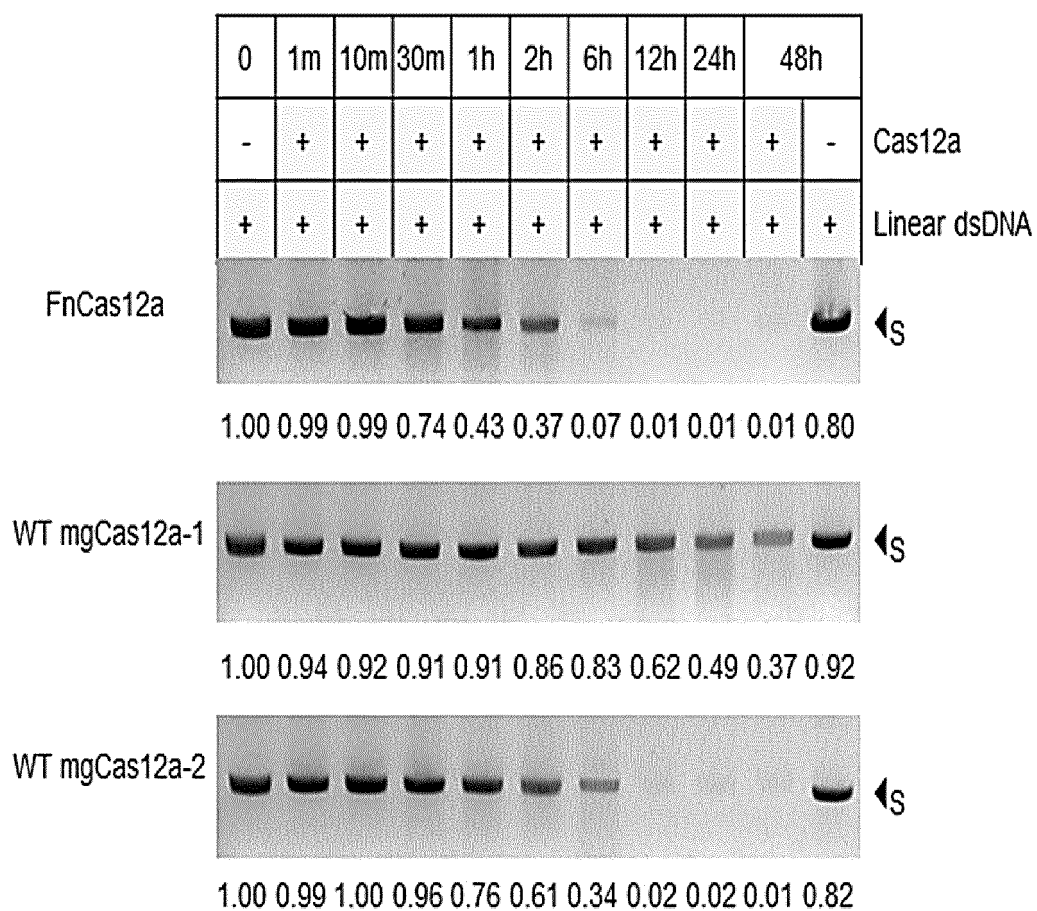 0 1m 10m 30m 1h 2h 6h 12h 24h 48h
- + + + + + + + + + - Cas12a
+ + + + + + + + + + + Linear dsDNA
FnCas12a
S
1.00 0.99 0.99 0.74 0.43 0.37 0.07 0.01 0.01 0.01 0.80
WT mgCas12a-1
S
1.00 0.94 0.92 0.91 0.91 0.86 0.83 0.62 0.49 0.37 0.92
WT mgCas12a-2
S
1.00 0.99 1.00 0.96 0.76 0.61 0.34 0.02 0.02 0.01 0.82